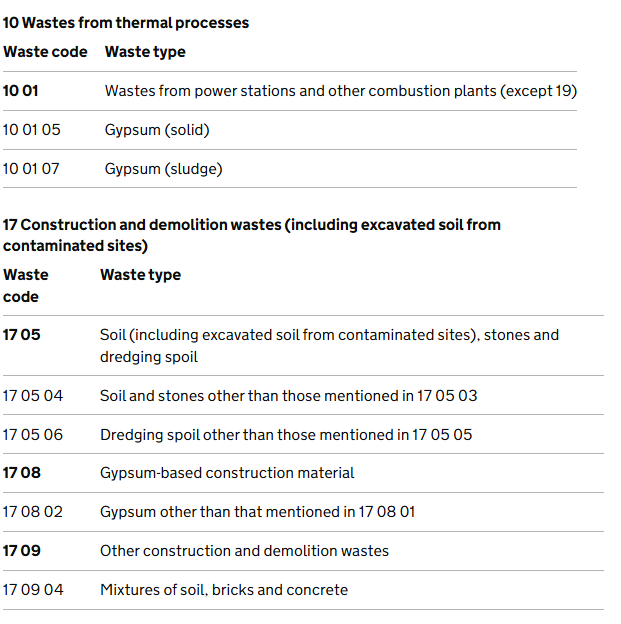 10 Wastes from thermal processes
Waste code Waste type
10 01 Wastes from power stations and other combustion plants (except 19)
10 01 05 Gypsum (solid)
10 01 07 Gypsum (sludge)
17 Construction and demolition wastes (including excavated soil from
contaminated sites)
Waste code Waste type
17 05 Soil (including excavated soil from contaminated sites), stones and
dredging spoil
17 05 04 Soil and stones other than those mentioned in 17 05 03
17 05 06 Dredging spoil other than those mentioned in 17 05 05
17 08 Gypsum-based construction material
17 08 02 Gypsum other than that mentioned in 17 08 01
17 09 Other construction and demolition wastes
17 09 04 Mixtures of soil, bricks and concrete